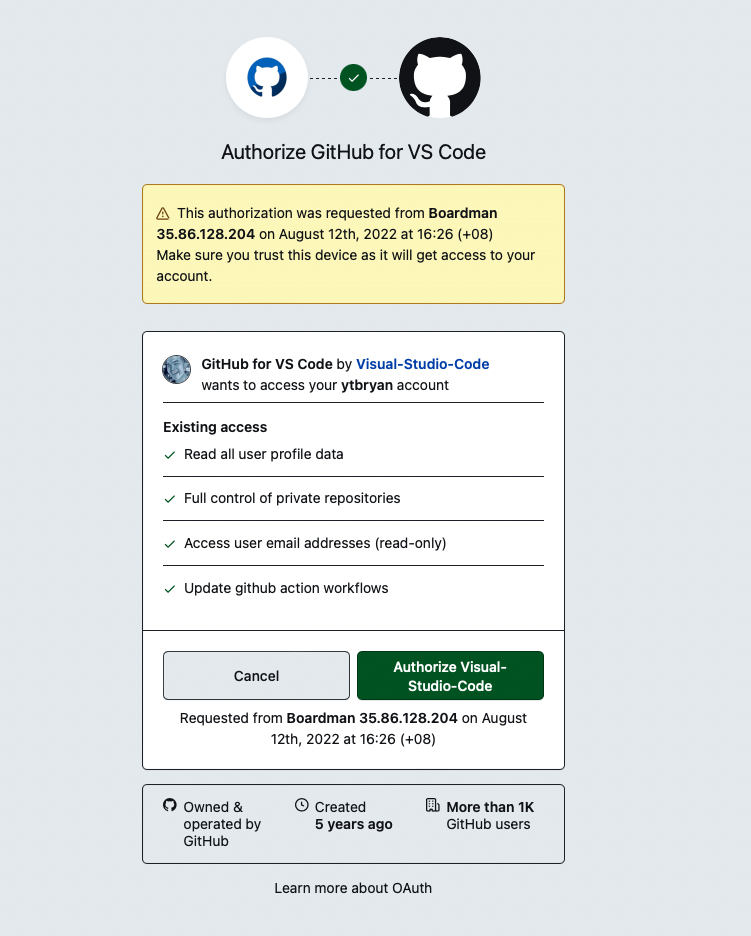 Authorize GitHub for VS Code
This authorization was requested from Boardman
35.86.128.204 on August 12th, 2022 at 16:26 (+08)
Make sure you trust this device as it will get access to your
account.
GitHub for VS Code by Visual-Studio-Code
wants to access your ytbryan account
Existing access
Read all user profile data
Full control of private repositories
Access user email addresses (read-only)
Update github action workflows
Cancel
Authorize Visual-
Studio-Code
Requested from Boardman 35.86.128.204 on August
12th, 2022 at 16:26 (+08)
Owned &
operated by
GitHub
Created
5 years ago
More than 1K
GitHub users
Learn more about OAuth